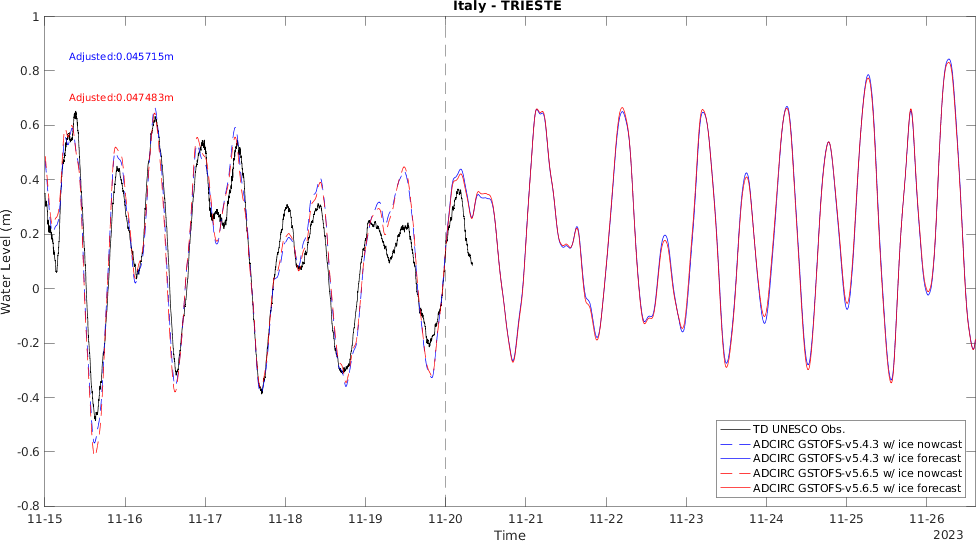 Italy - TRIESTE
1
0.8
0.6
0.4
0.2
0
-0.2
-0.4
-0.6
-0.8
Water Level (m)
Adjusted:0.045715m
Adjusted:0.047483m
TD UNESCO Obs.
ADCIRC GSTOFS-v5.4.3 w/ ice nowcast
ADCIRC GSTOFS-v5.4.3 w/ ice forecast
ADCIRC GSTOFS-v5.6.5 w/ ice nowcast
ADCIRC GSTOFS-v5.6.5 w/ ice forecast
11-15 11-16 11-17 11-18 11-19 11-20 11-21 11-22 11-23 11-24 11-25 11-26
Time
2023